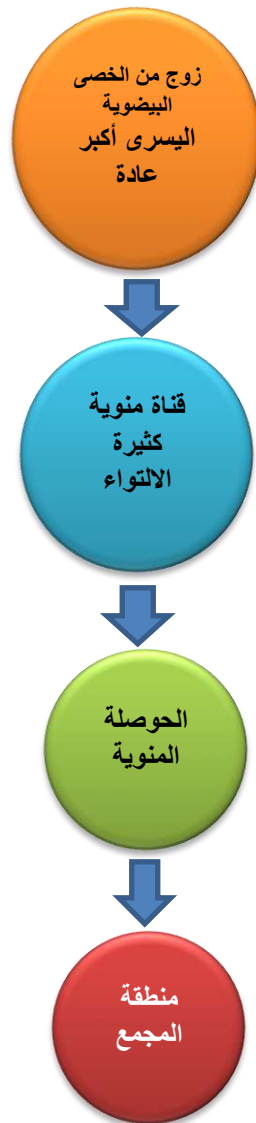 زوج من الخصى
البيضوية
اليسرى أكبر
عادة
قناة منوية
كثيرة
الالتواء
الحوصلة
المنوية
منطقة
المجمع